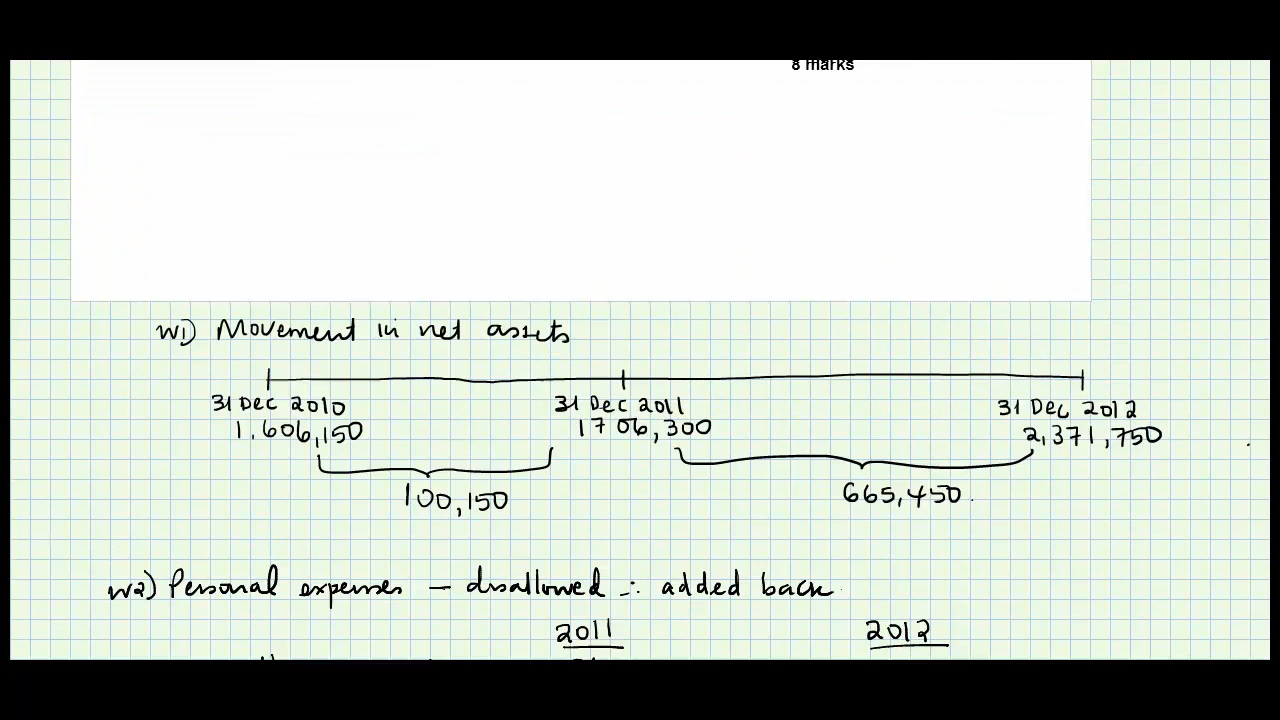 8 marks
W1) Movement in net assets
31 Dec 2010 31 Dec 2011 31 Dec 2012
1.606,150 1706,300 2,371,750
100,150 665,450
W2) Personal expenses – disallowed ∴ added back
2011 2012